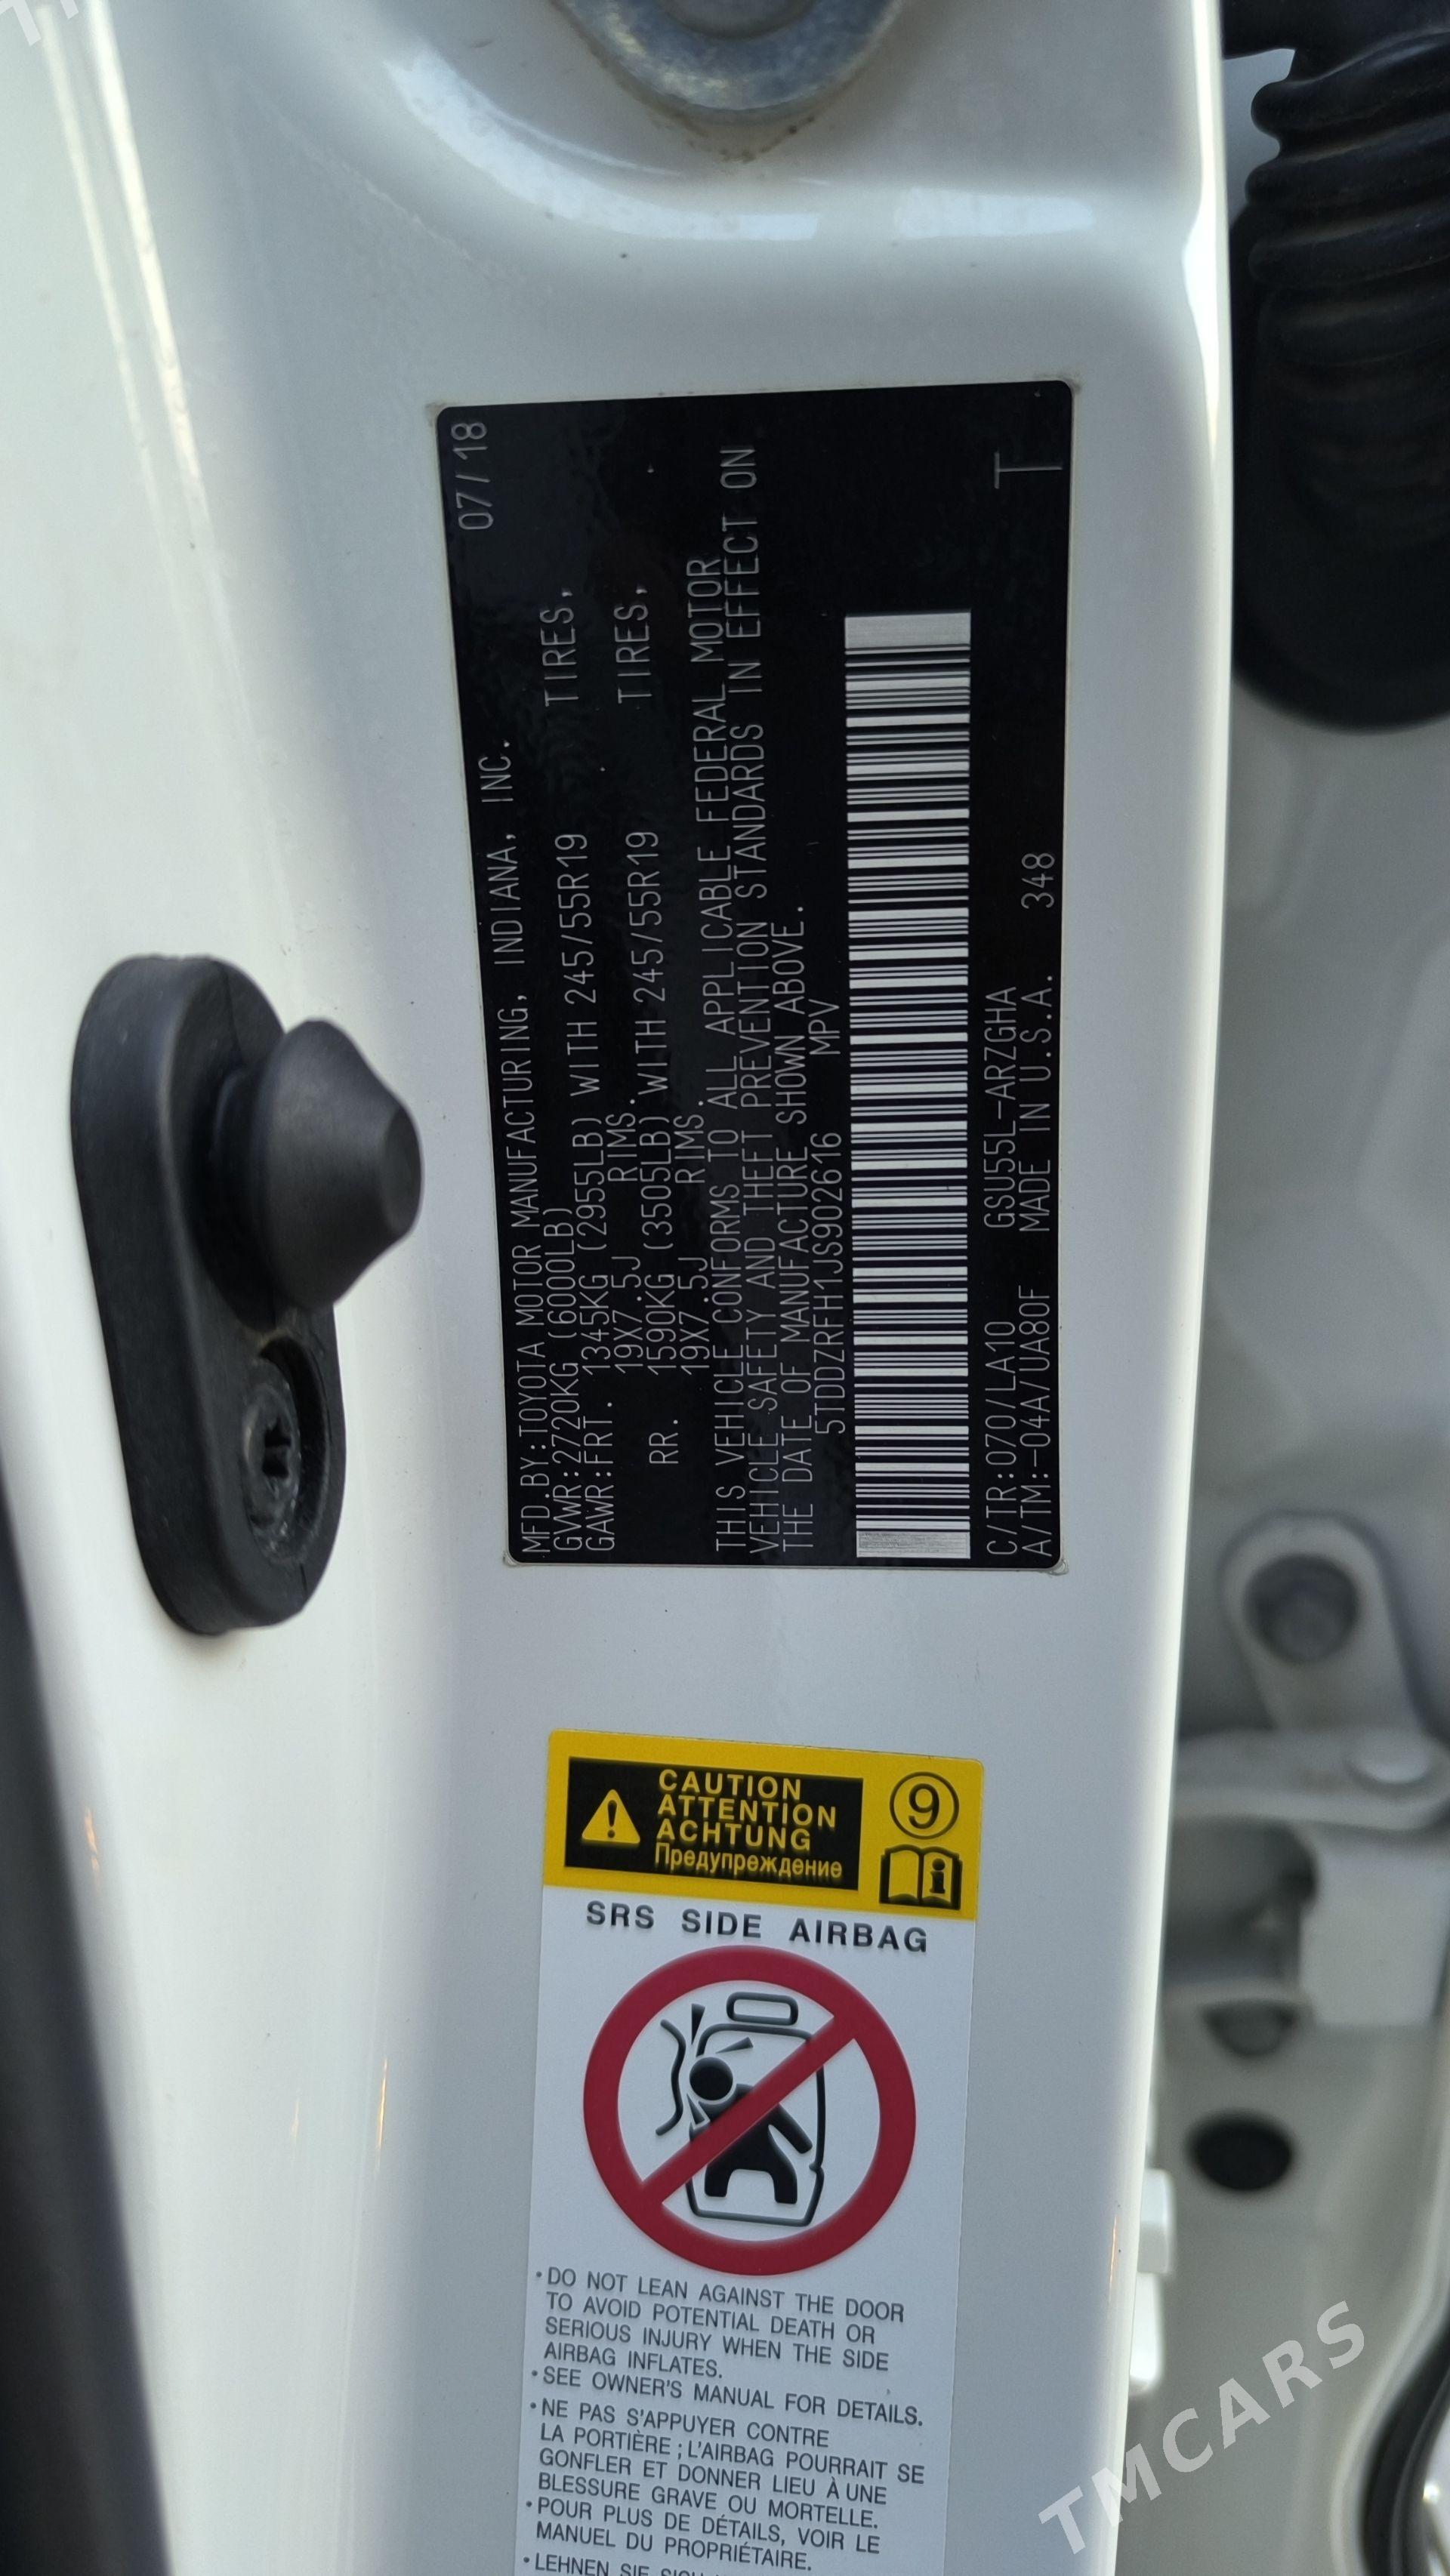 07/18
MFD.BY:TOYOTA MOTOR MANUFACTURING, INDIANA, INC.
GVWR:2720KG (6000LB)
GAWR:FRT. 1345KG (2955LB) WITH 245/55R19 TIRES,
19X7.5J RIMS.
RR. 1590KG (3505LB) WITH 245/55R19 TIRES,
19X7.5J RIMS.
THIS VEHICLE CONFORMS TO ALL APPLICABLE FEDERAL MOTOR
VEHICLE SAFETY AND THEFT PREVENTION STANDARDS IN EFFECT ON
THE DATE OF MANUFACTURE SHOWN ABOVE.
5TDDZRFH1JS902616 MPV
C/TR:070/LA10 GSU55L-ARZGHA
A/TM:-04A/UA80F MADE IN U.S.A. 348
T
CAUTION
ATTENTION
ACHTUNG
Предупреждение
9
SRS SIDE AIRBAG
•DO NOT LEAN AGAINST THE DOOR
TO AVOID POTENTIAL DEATH OR
SERIOUS INJURY WHEN THE SIDE
AIRBAG INFLATES.
•SEE OWNER'S MANUAL FOR DETAILS.
•NE PAS S'APPUYER CONTRE
LA PORTIÈRE ; L'AIRBAG POURRAIT SE
GONFLER ET DONNER LIEU À UNE
BLESSURE GRAVE OU MORTELLE.
•POUR PLUS DE DÉTAILS, VOIR LE
MANUEL DU PROPRIÉTAIRE.
•LEHNEN SIE SICH
TMCARS